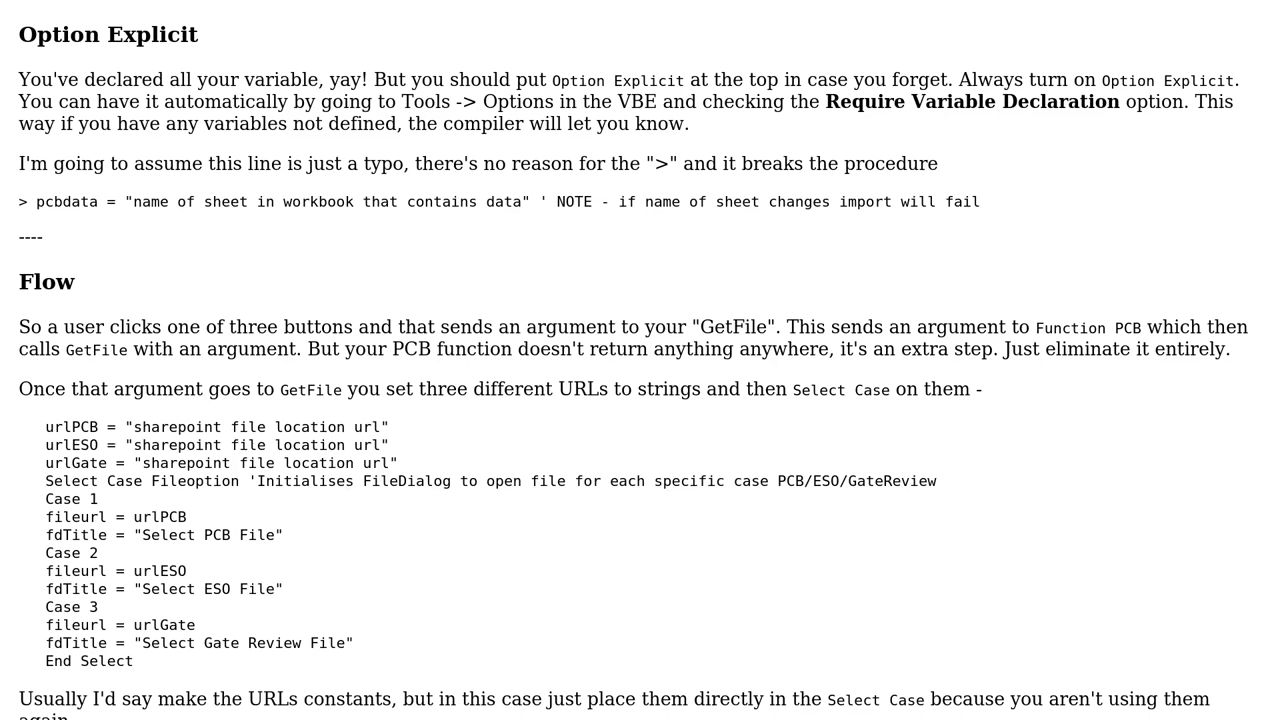 Option Explicit
You've declared all your variable, yay! But you should put Option Explicit at the top in case you forget. Always turn on Option Explicit.
You can have it automatically by going to Tools -> Options in the VBE and checking the Require Variable Declaration option. This
way if you have any variables not defined, the compiler will let you know.
I'm going to assume this line is just a typo, there's no reason for the ">" and it breaks the procedure
> pcbdata = "name of sheet in workbook that contains data" ' NOTE - if name of sheet changes import will fail
----
Flow
So a user clicks one of three buttons and that sends an argument to your "GetFile". This sends an argument to Function PCB which then
calls GetFile with an argument. But your PCB function doesn't return anything anywhere, it's an extra step. Just eliminate it entirely.
Once that argument goes to GetFile you set three different URLs to strings and then Select Case on them -
urlPCB = "sharepoint file location url"
urlESO = "sharepoint file location url"
urlGate = "sharepoint file location url"
Select Case Fileoption 'Initialises FileDialog to open file for each specific case PCB/ESO/GateReview
Case 1
fileurl = urlPCB
fdTitle = "Select PCB File"
Case 2
fileurl = urlESO
fdTitle = "Select ESO File"
Case 3
fileurl = urlGate
fdTitle = "Select Gate Review File"
End Select
Usually I'd say make the URLs constants, but in this case just place them directly in the Select Case because you aren't using them